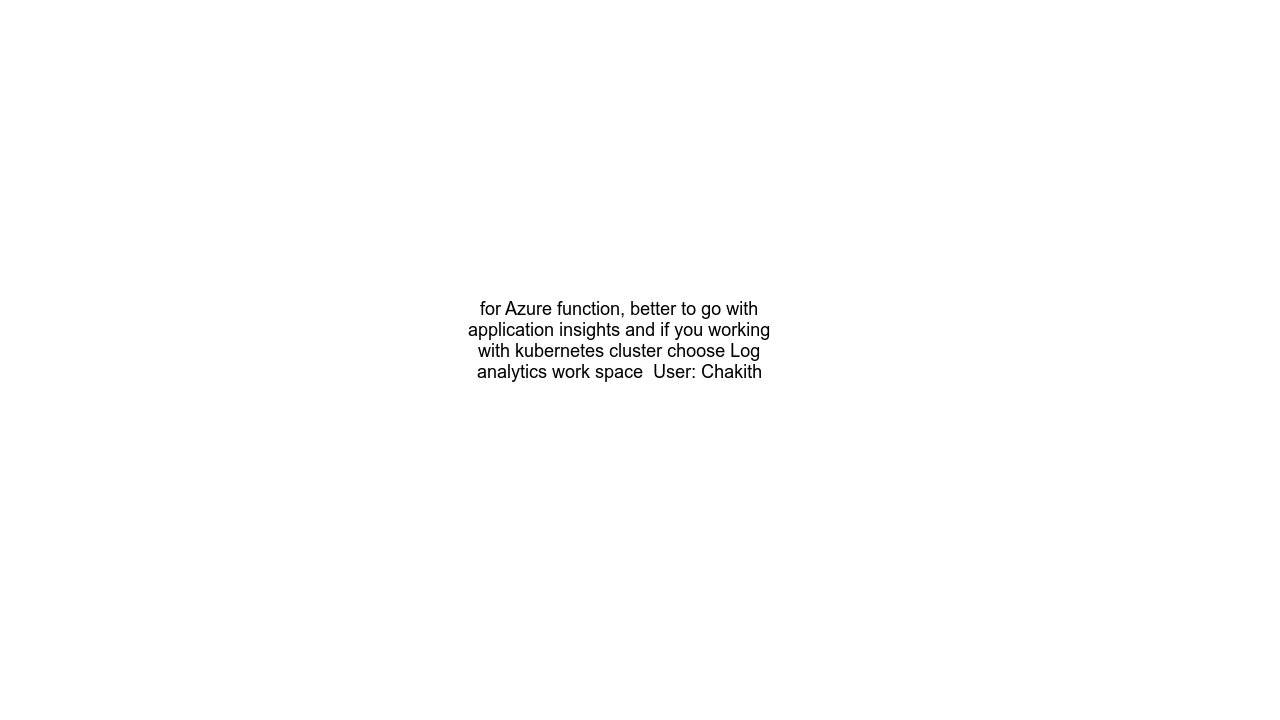 for Azure function, better to go with
application insights and if you working
with kubernetes cluster choose Log
analytics work space  User: Chakith